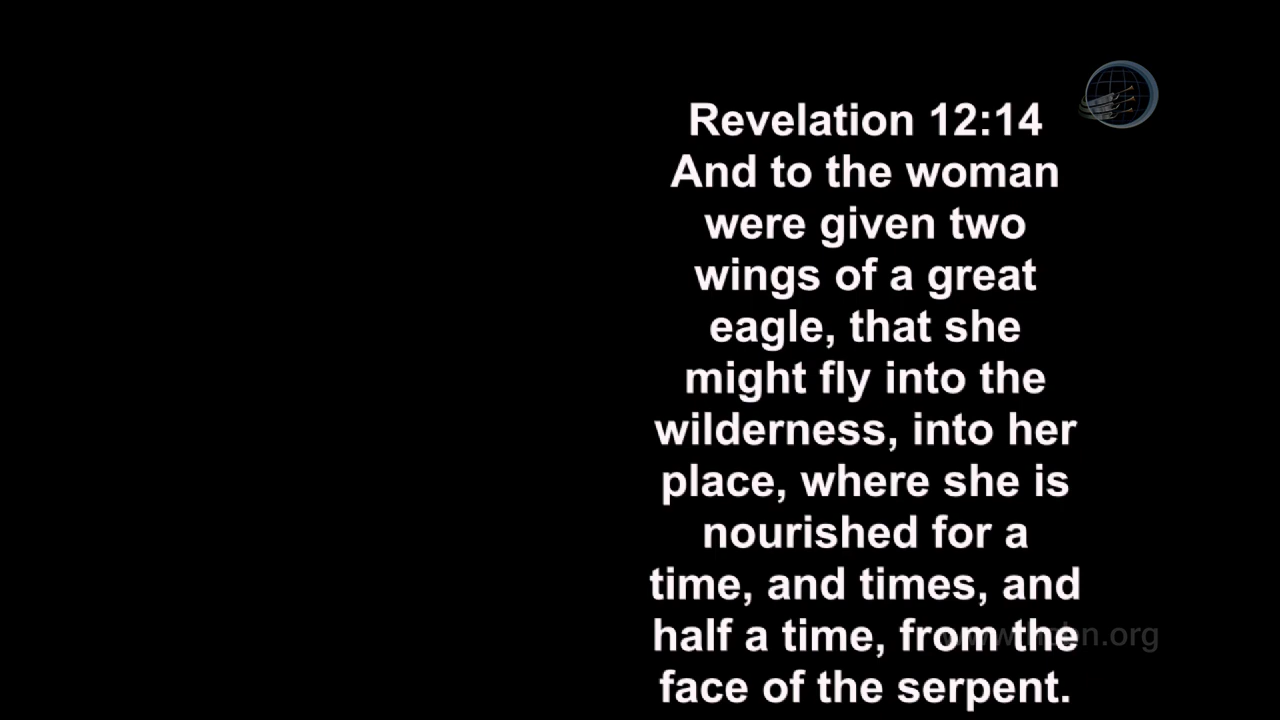 Revelation 12:14
And to the woman
were given two
wings of a great
eagle, that she
might fly into the
wilderness, into her
place, where she is
nourished for a
time, and times, and
half a time, from the
face of the serpent.